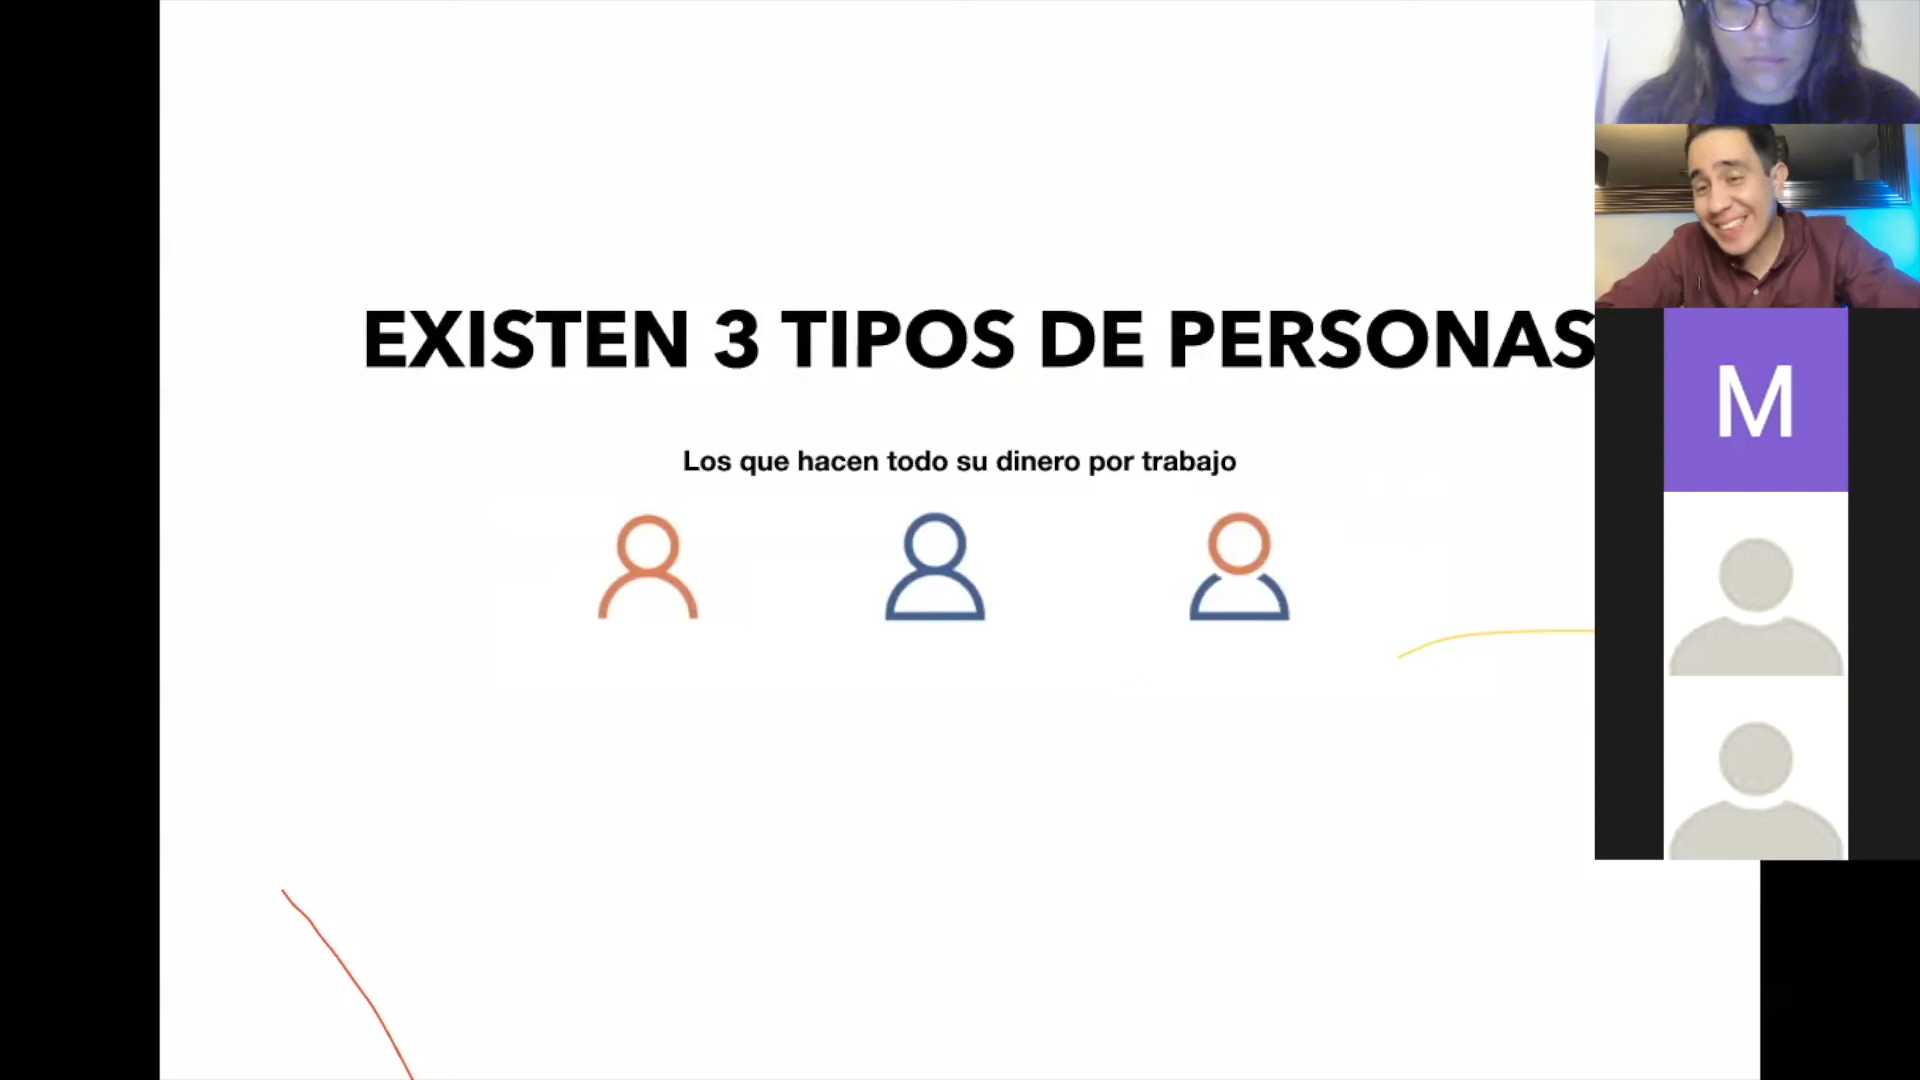 EXISTEN 3 TIPOS DE PERSONAS
Los que hacen todo su dinero por trabajo
M